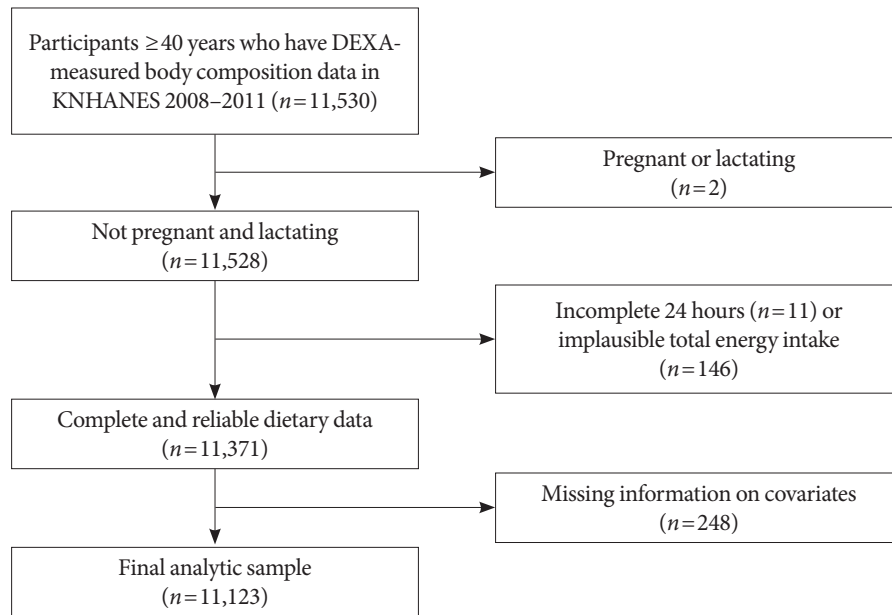 Participants ≥40 years who have DEXA-
measured body composition data in
KNHANES 2008–2011 (n=11,530)
Pregnant or lactating
(n=2)
Not pregnant and lactating
(n=11,528)
Incomplete 24 hours (n=11) or
implausible total energy intake
(n=146)
Complete and reliable dietary data
(n=11,371)
Missing information on covariates
(n=248)
Final analytic sample
(n=11,123)